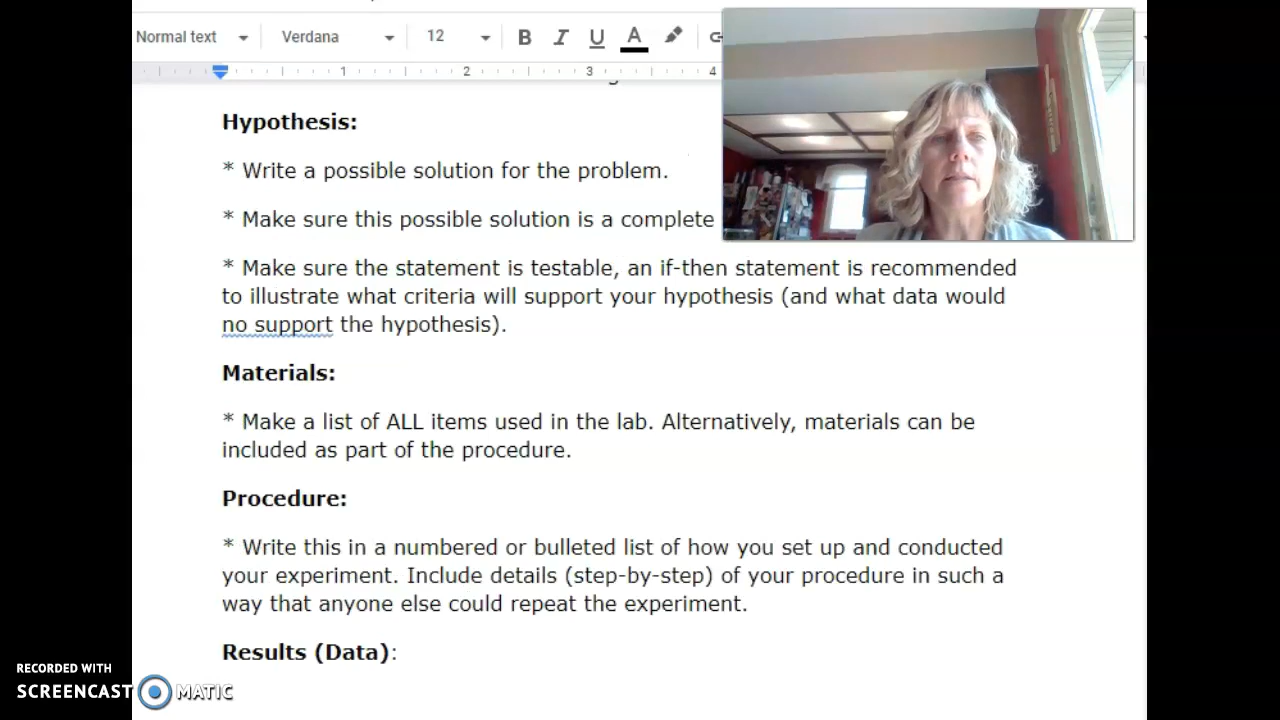 Normal text Verdana 12 B I U A
1 2 3 4
Hypothesis:
* Write a possible solution for the problem.
* Make sure this possible solution is a complete
* Make sure the statement is testable, an if-then statement is recommended
to illustrate what criteria will support your hypothesis (and what data would
no support the hypothesis).
Materials:
* Make a list of ALL items used in the lab. Alternatively, materials can be
included as part of the procedure.
Procedure:
* Write this in a numbered or bulleted list of how you set up and conducted
your experiment. Include details (step-by-step) of your procedure in such a
way that anyone else could repeat the experiment.
Results (Data):
RECORDED WITH
SCREENCAST MATIC